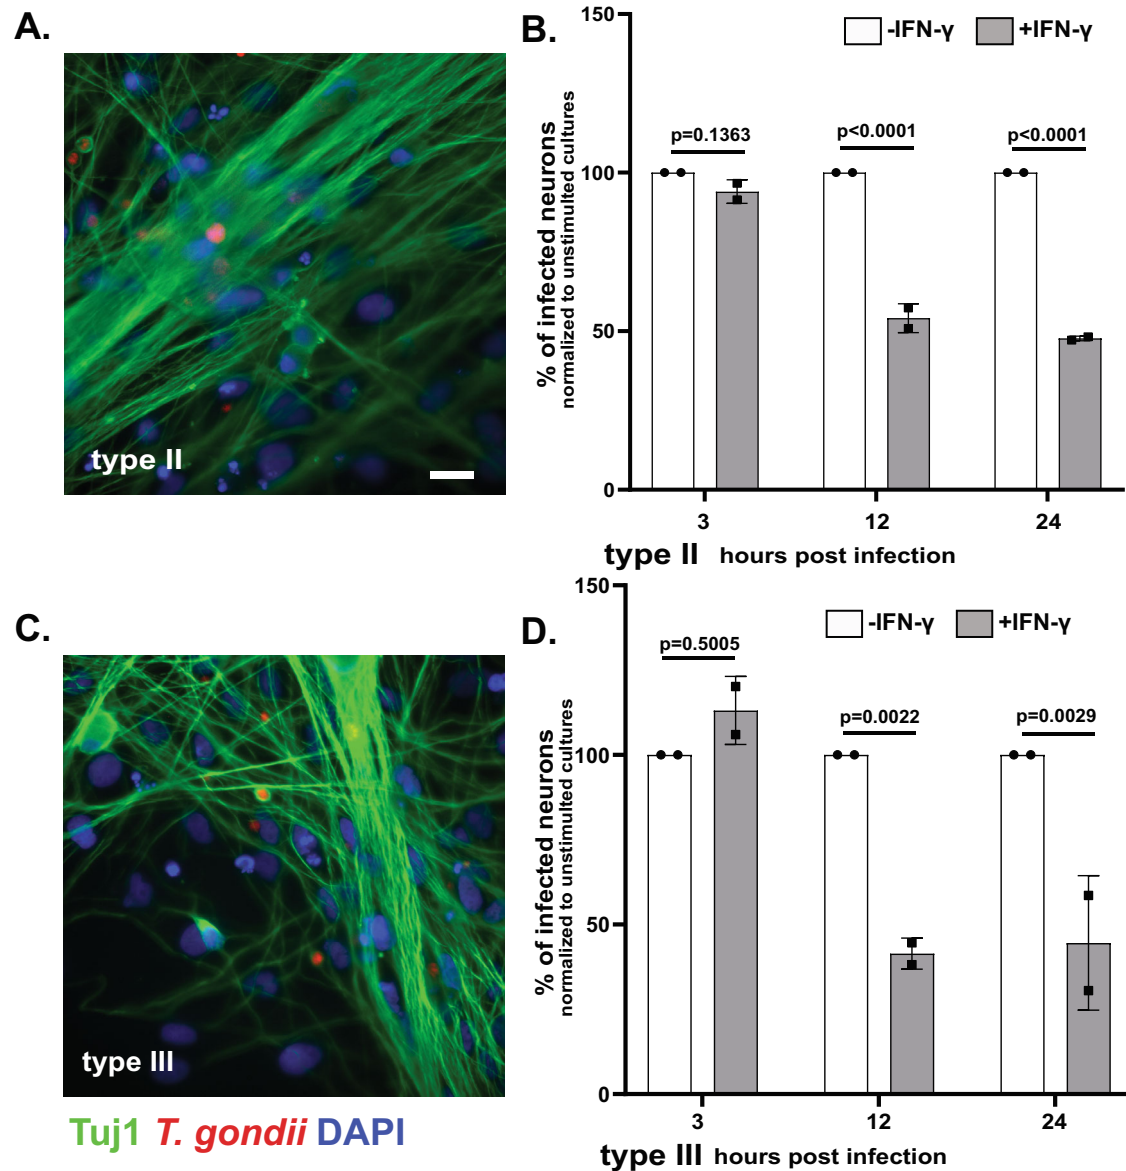 A.
type II
B.
-IFN-γ +IFN-γ
% of infected neurons
normalized to unstimulted cultures
150
100
50
0
p=0.1363
p<0.0001
p<0.0001
3 12 24
type II hours post infection
C.
type III
Tuj1 T. gondii DAPI
D.
-IFN-γ +IFN-γ
% of infected neurons
normalized to unstimulted cultures
150
100
50
0
p=0.5005
p=0.0022
p=0.0029
3 12 24
type III hours post infection